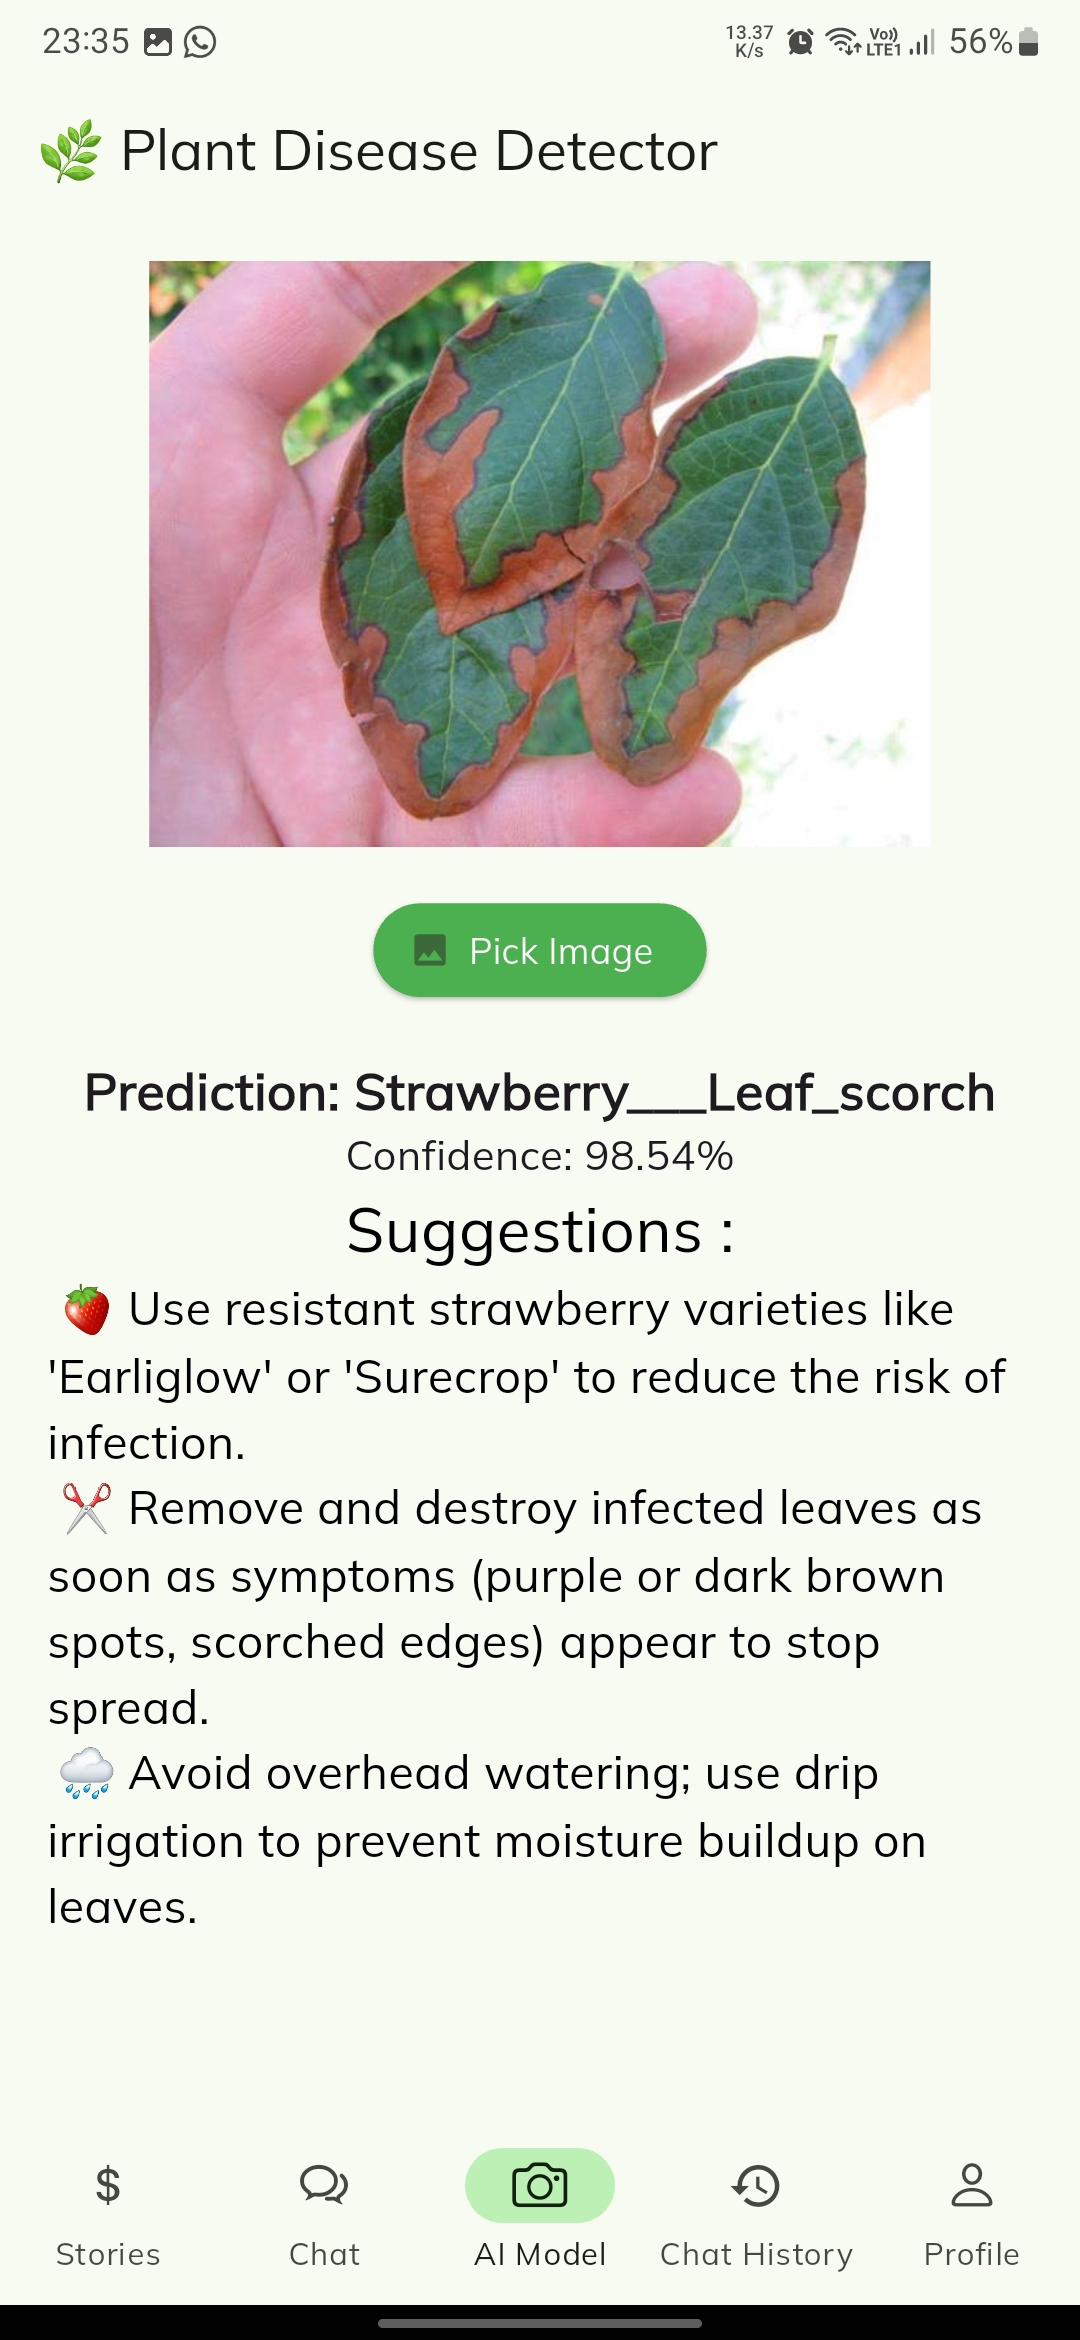 23:35
13.37
K/s
Vo))
LTE1
56%
🌿 Plant Disease Detector
Pick Image
Prediction: Strawberry___Leaf_scorch
Confidence: 98.54%
Suggestions :
🍓 Use resistant strawberry varieties like
'Earliglow' or 'Surecrop' to reduce the risk of
infection.
✂️ Remove and destroy infected leaves as
soon as symptoms (purple or dark brown
spots, scorched edges) appear to stop
spread.
🌧️ Avoid overhead watering; use drip
irrigation to prevent moisture buildup on
leaves.
$
Stories
Chat
AI Model
Chat History
Profile